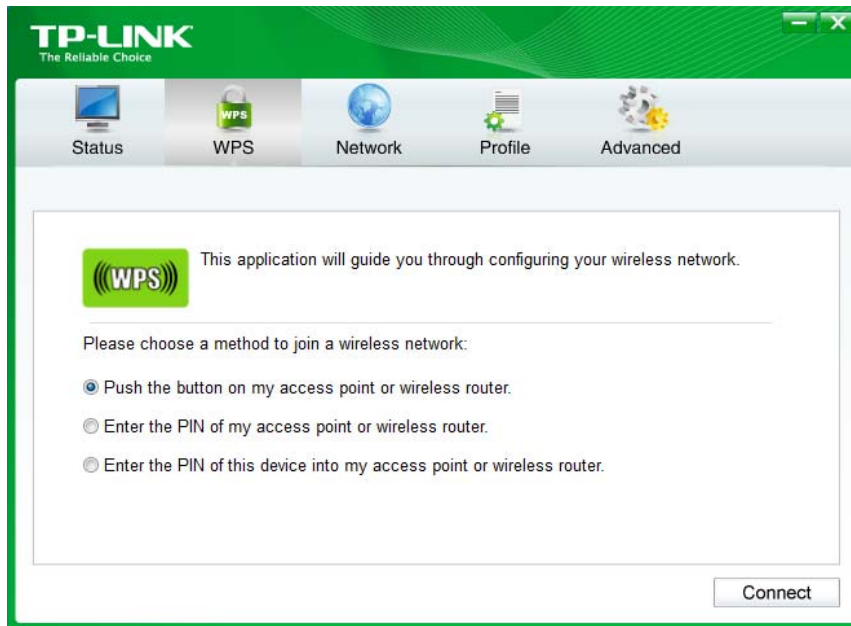 TP-LINK
The Reliable Choice
Status
WPS
WPS
Network
Profile
Advanced
WPS
This application will guide you through configuring your wireless network.
Please choose a method to join a wireless network:
Push the button on my access point or wireless router.
Enter the PIN of my access point or wireless router.
Enter the PIN of this device into my access point or wireless router.
Connect